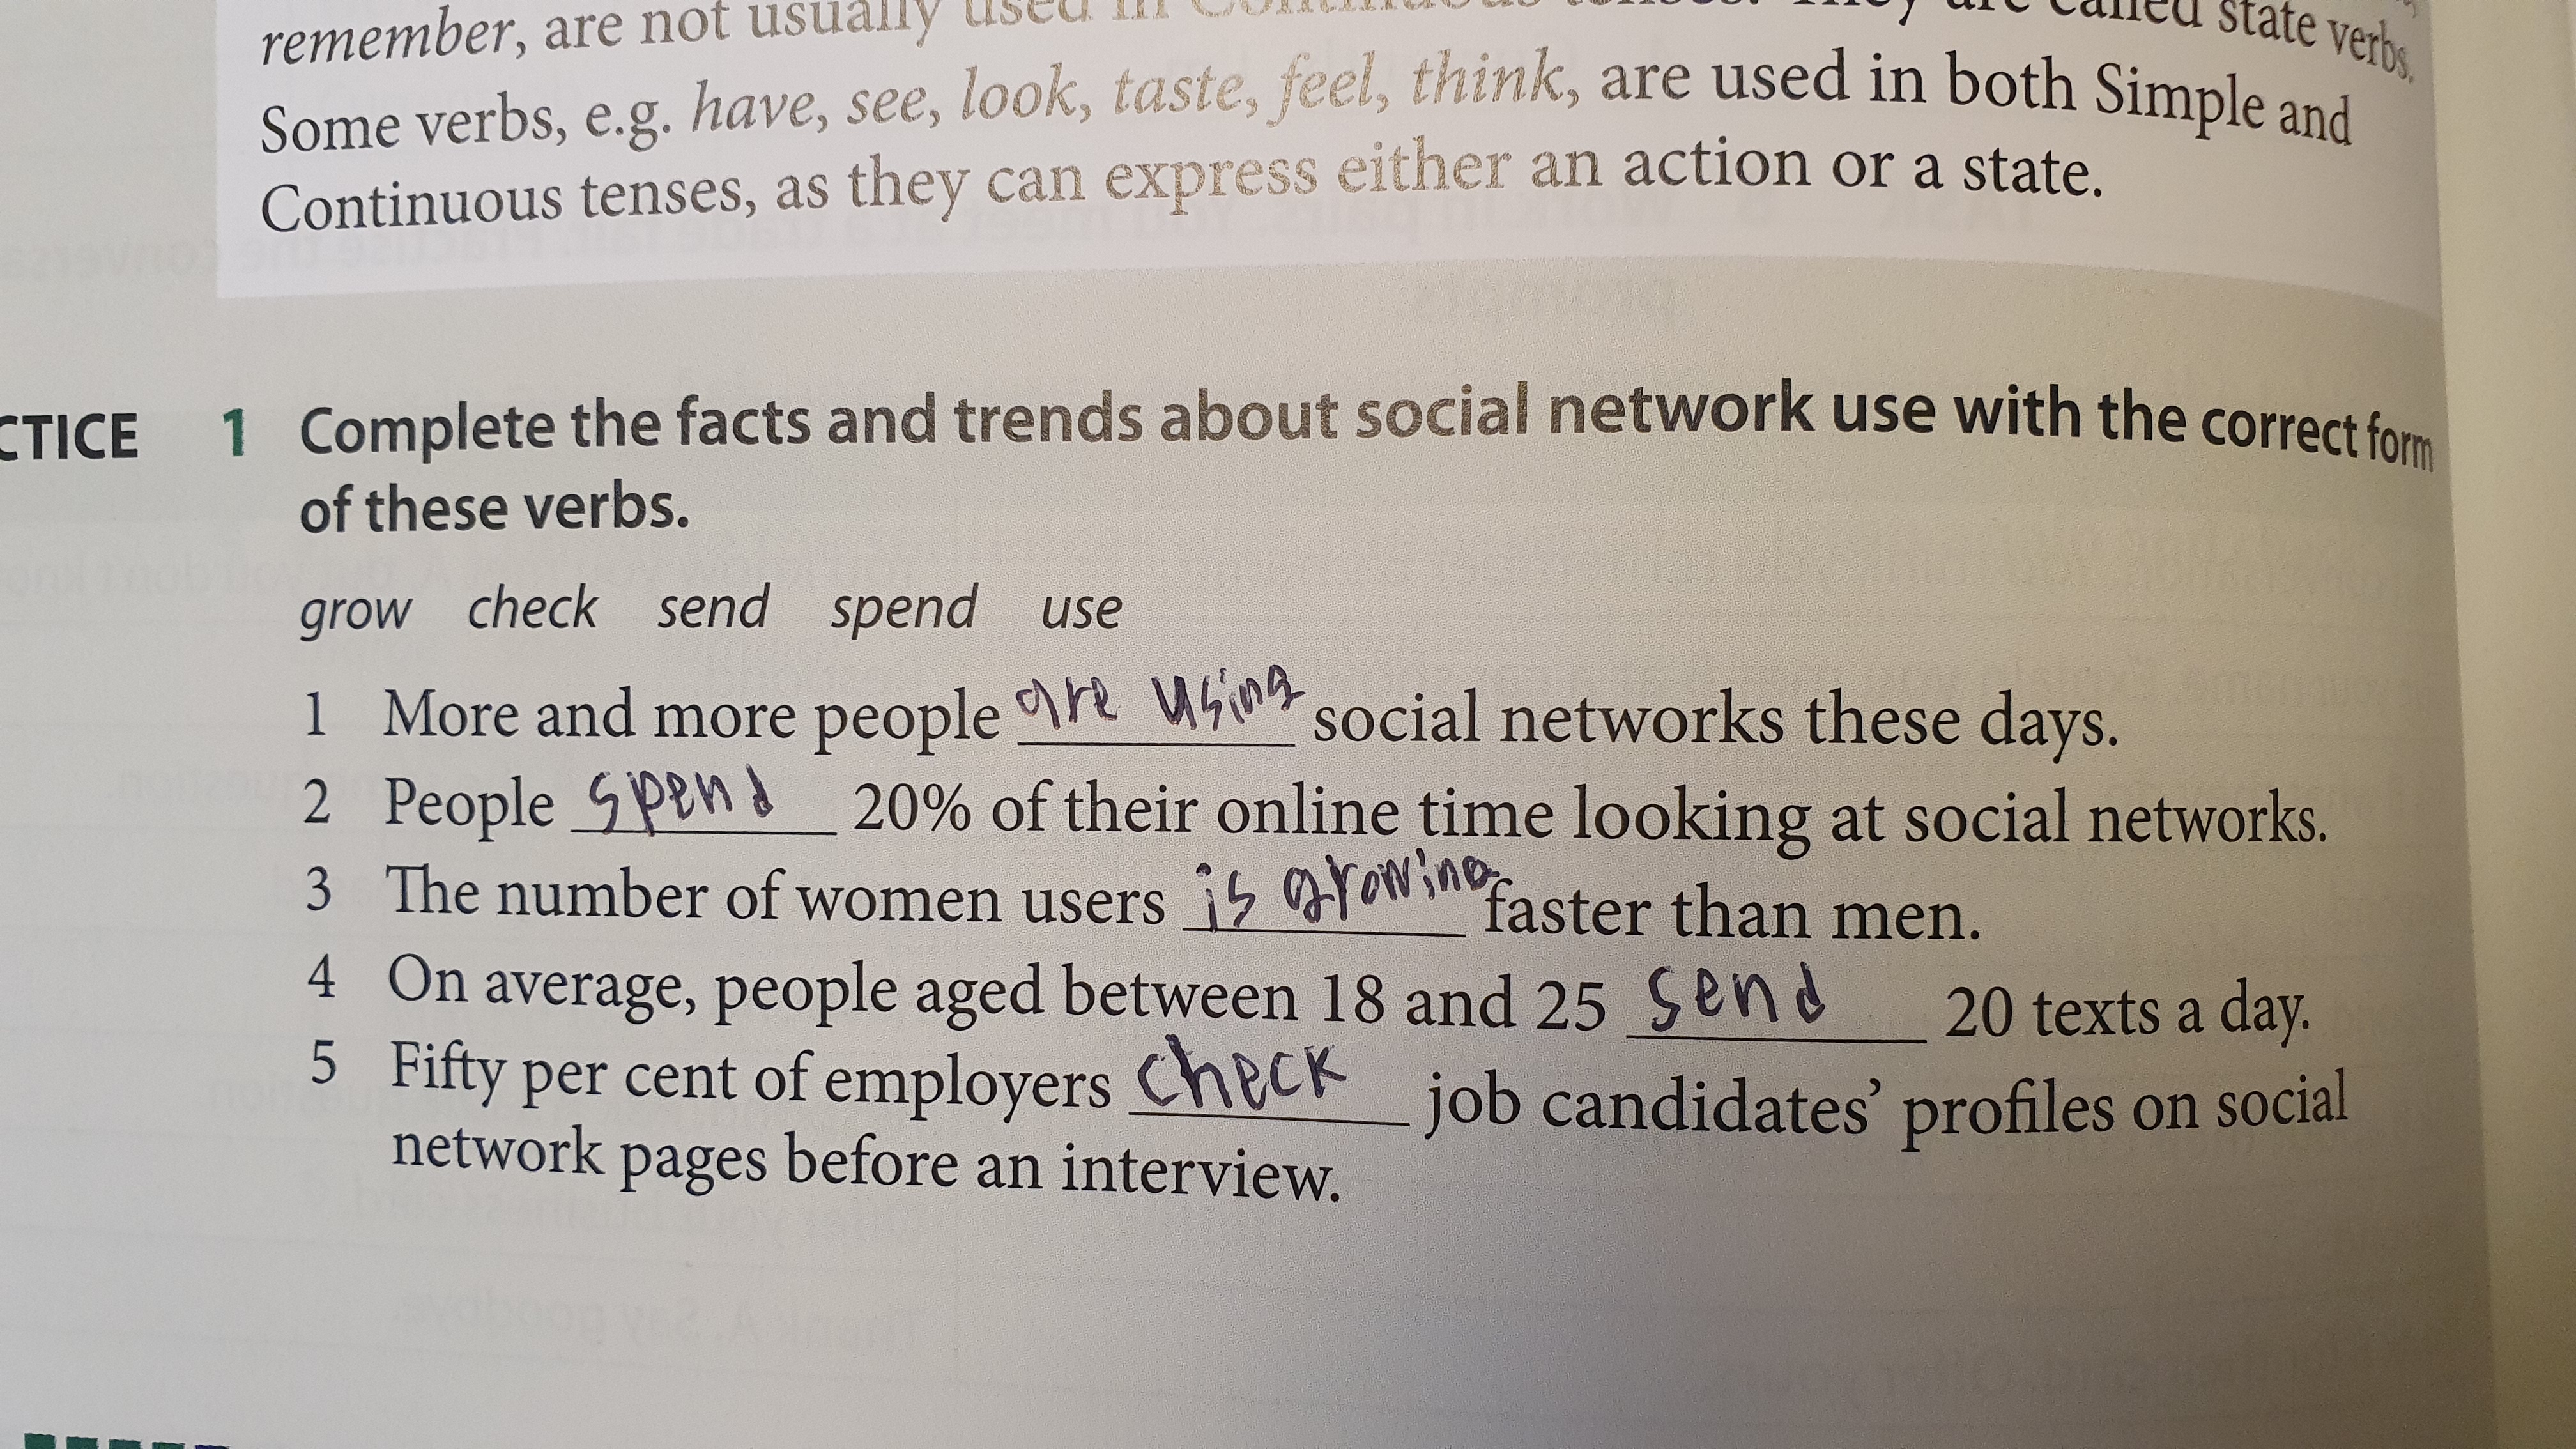 remember, are not usually used in Continuous tenses. They are called state verbs.
Some verbs, e.g. have, see, look, taste, feel, think, are used in both Simple and
Continuous tenses, as they can express either an action or a state.
CTICE 1 Complete the facts and trends about social network use with the correct form
of these verbs.
grow check send spend use
1 More and more people are using social networks these days.
2 People spend 20% of their online time looking at social networks.
3 The number of women users is growing faster than men.
4 On average, people aged between 18 and 25 send 20 texts a day.
5 Fifty per cent of employers check job candidates' profiles on social
network pages before an interview.